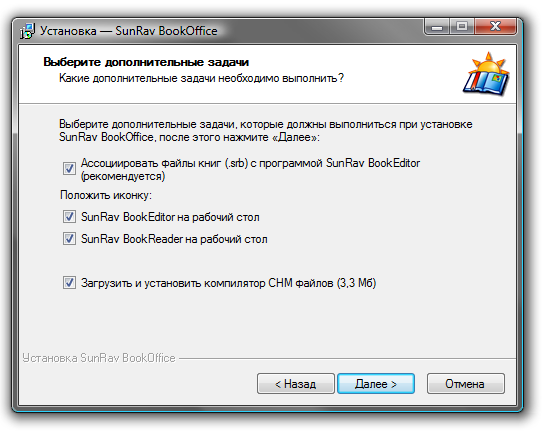 Установка — SunRav BookOffice
Выберите дополнительные задачи
Какие дополнительные задачи необходимо выполнить?
Выберите дополнительные задачи, которые должны выполниться при установке
SunRav BookOffice, после этого нажмите «Далее»:
Ассоциировать файлы книг (.srb) с программой SunRav BookEditor
(рекомендуется)
Положить иконку:
SunRav BookEditor на рабочий стол
SunRav BookReader на рабочий стол
Загрузить и установить компилятор CHM файлов (3,3 Мб)
Установка SunRav BookOffice
< Назад
Далее >
Отмена